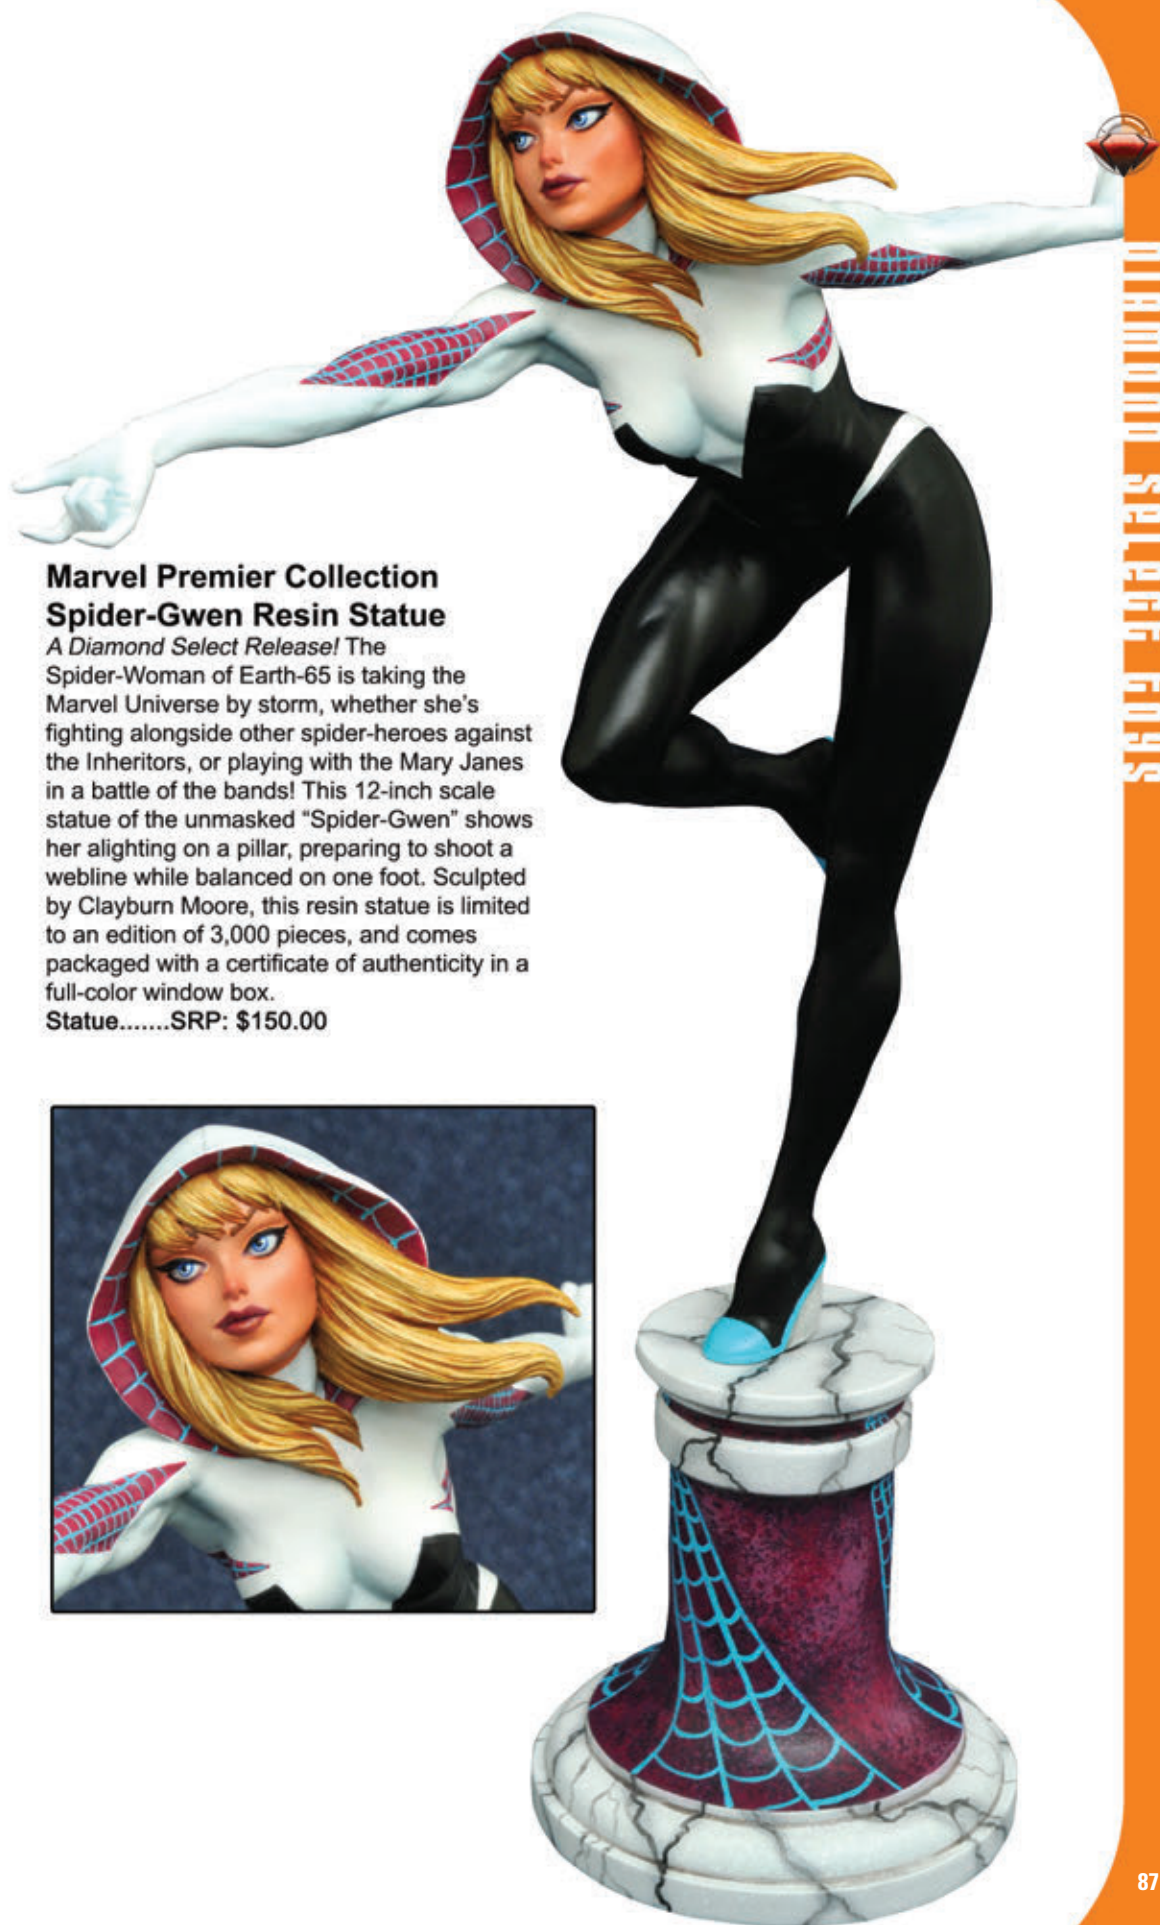 Marvel Premier Collection
Spider-Gwen Resin Statue
A Diamond Select Release! The
Spider-Woman of Earth-65 is taking the
Marvel Universe by storm, whether she's
fighting alongside other spider-heroes against
the Inheritors, or playing with the Mary Janes
in a battle of the bands! This 12-inch scale
statue of the unmasked “Spider-Gwen” shows
her alighting on a pillar, preparing to shoot a
webline while balanced on one foot. Sculpted
by Clayburn Moore, this resin statue is limited
to an edition of 3,000 pieces, and comes
packaged with a certificate of authenticity in a
full-color window box.
Statue.......SRP: $150.00
DIAMOND SELECT TOYS
87